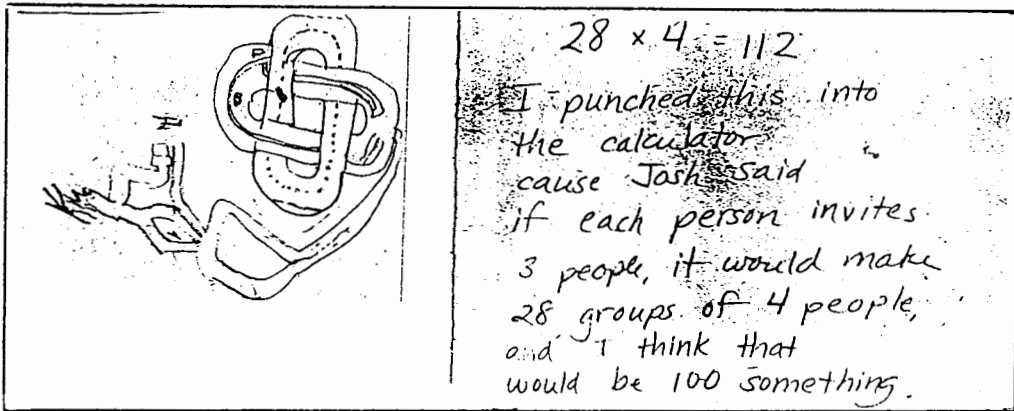 28 × 4 = 112
I punched this into
the calculator
cause Josh said
if each person invites
3 people, it would make
28 groups of 4 people,
and I think that
would be 100 something.